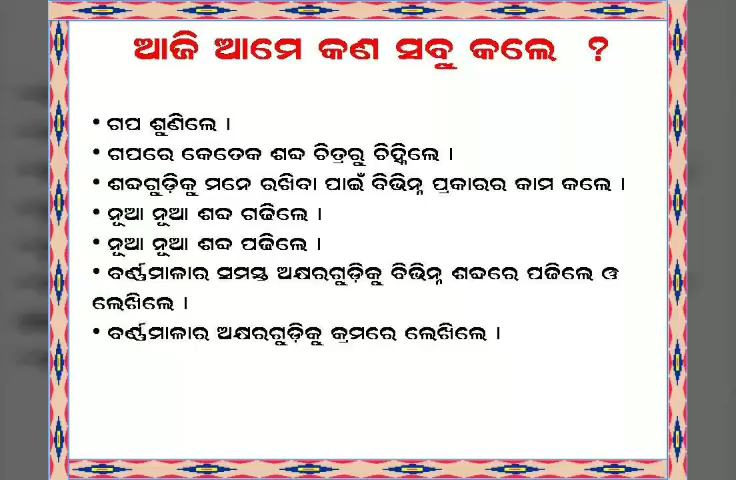 ଆଜି ଆମେ କଣ ସବୁ କଲେ ?
• ଗପ ଶୁଣିଲେ ।
• ଗପରେ କେତେକ ଶବ୍ଦ ଚିତ୍ରରୁ ଚିହ୍ନିଲେ ।
• ଶବ୍ଦଗୁଡ଼ିକୁ ମନେ ରଖିବା ପାଇଁ ବିଭିନ୍ନ ପ୍ରକାରର କାମ କଲେ ।
• ନୂଆ ନୂଆ ଶବ୍ଦ ଗଢିଲେ ।
• ନୂଆ ନୂଆ ଶବ୍ଦ ପଢିଲେ ।
• ବର୍ଣ୍ଣମାଳାର ସମସ୍ତ ଅକ୍ଷରଗୁଡ଼ିକୁ ବିଭିନ୍ନ ଶବ୍ଦରେ ପଢିଲେ ଓ
ଲେଖିଲେ ।
• ବର୍ଣ୍ଣମାଳାର ଅକ୍ଷରଗୁଡ଼ିକୁ କ୍ରମରେ ଲେଖିଲେ ।